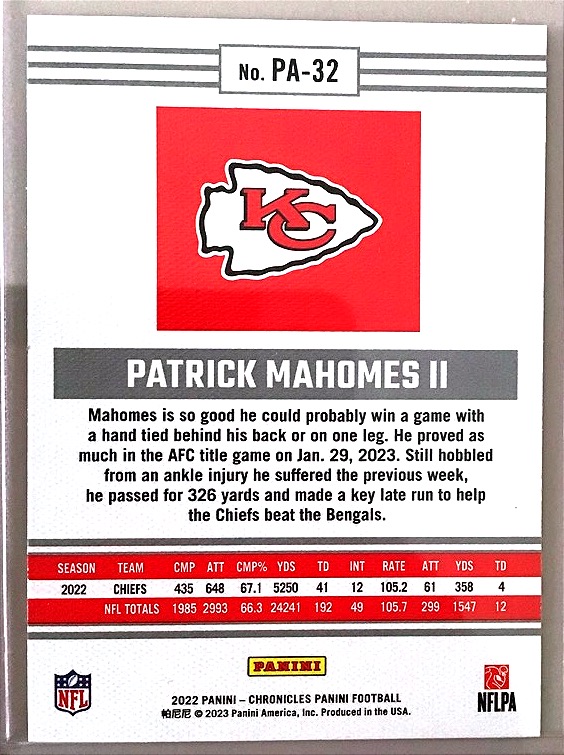 No. PA-32
KC
PATRICK MAHOMES II
Mahomes is so good he could probably win a game with
a hand tied behind his back or on one leg. He proved as
much in the AFC title game on Jan. 29, 2023. Still hobbled
from an ankle injury he suffered the previous week,
he passed for 326 yards and made a key late run to help
the Chiefs beat the Bengals.
SEASON TEAM CMP ATT CMP% YDS TD INT RATE ATT YDS TD
2022 CHIEFS 435 648 67.1 5250 41 12 105.2 61 358 4
NFL TOTALS 1985 2993 66.3 24241 192 49 105.7 299 1547 12
PANINI
NFL
NFLPA
2022 PANINI – CHRONICLES PANINI FOOTBALL
帕尼尼 © 2023 Panini America, Inc. Produced in the USA.